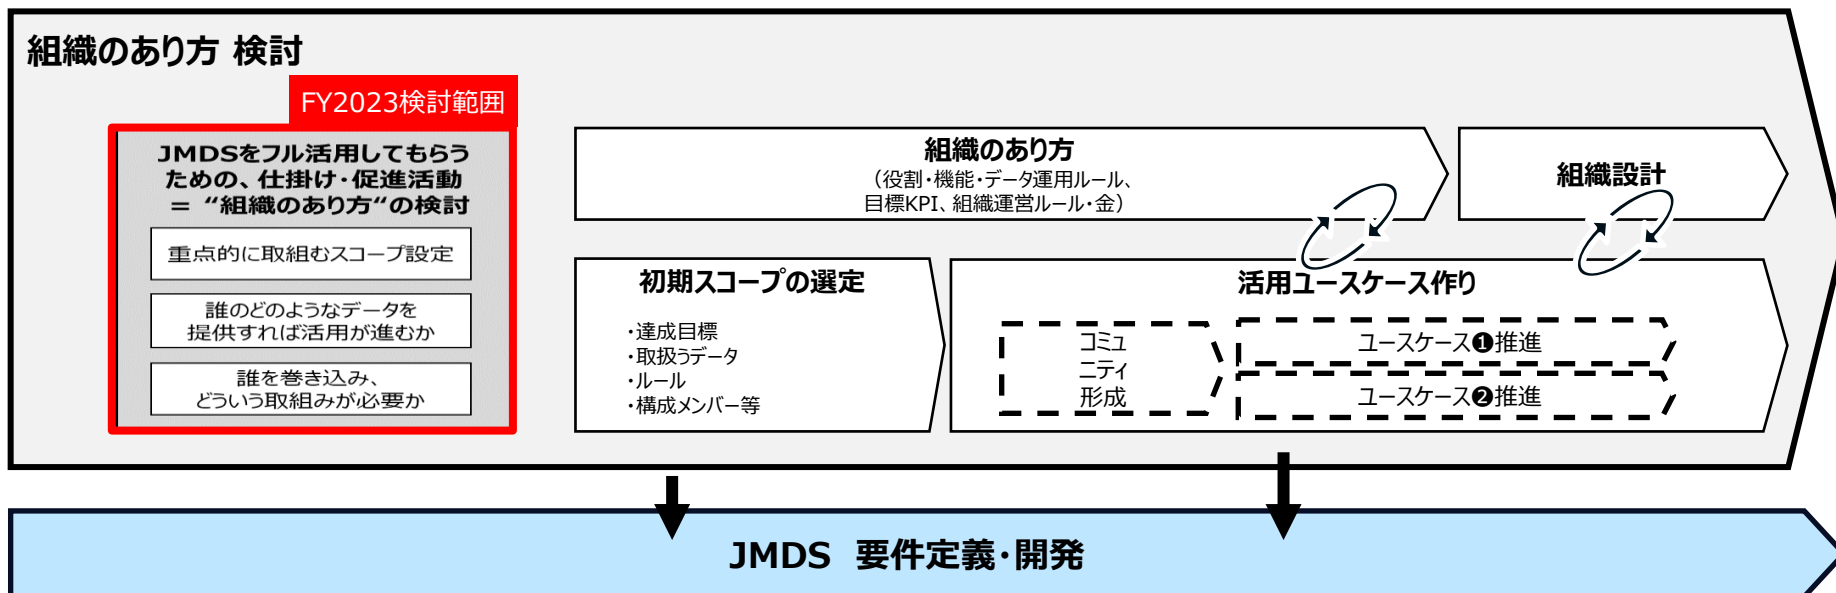 組織のあり方 検討
FY2023検討範囲
JMDSをフル活用してもらう
ための、仕掛け・促進活動
= “組織のあり方“の検討
重点的に取組むスコープ設定
誰のどのようなデータを
提供すれば活用が進むか
誰を巻き込み、
どういう取組みが必要か
組織のあり方
（役割・機能・データ運用ルール、
目標KPI、組織運営ルール・金）
組織設計
初期スコープの選定
・達成目標
・取扱うデータ
・ルール
・構成メンバー等
活用ユースケース作り
コミュ
ニティ
形成
ユースケース❶推進
ユースケース❷推進
JMDS 要件定義・開発